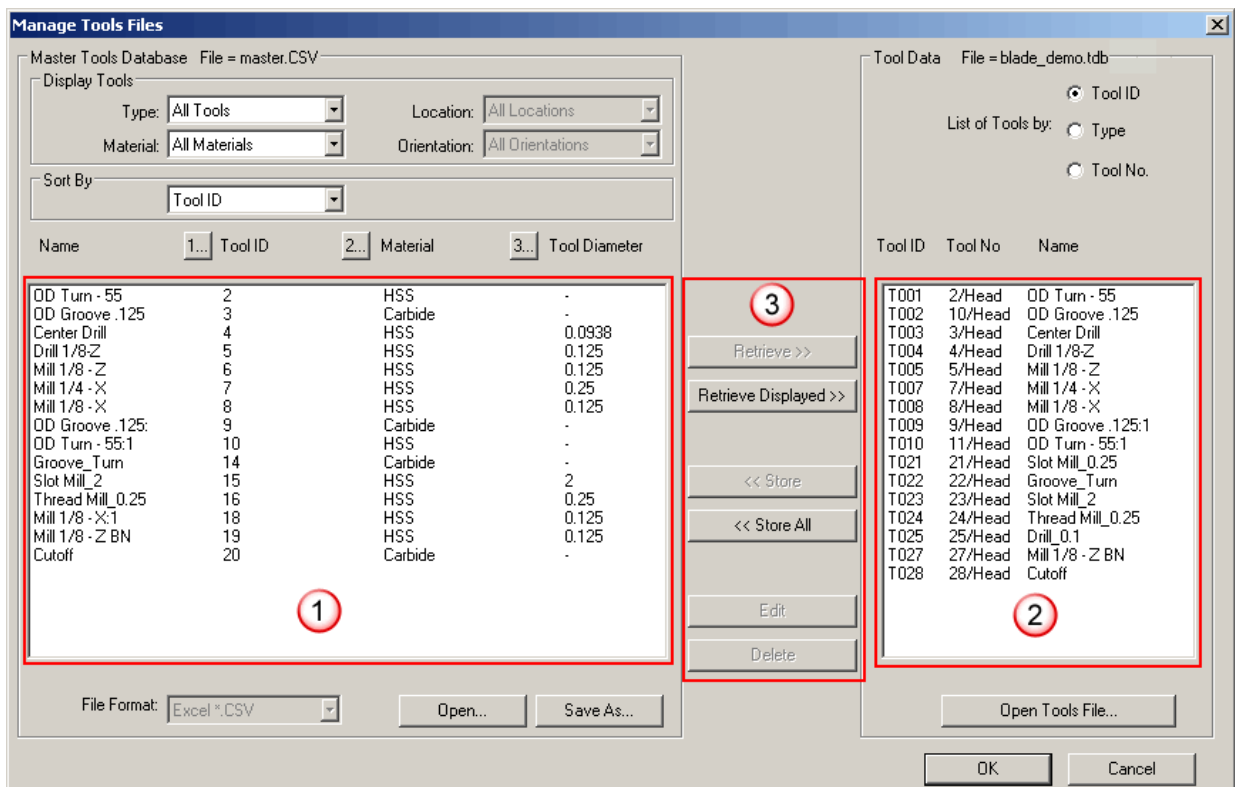 Manage Tools Files
Master Tools Database File = master.CSV
Display Tools
Type: All Tools
Location: All Locations
Material: All Materials
Orientation: All Orientations
Sort By
Tool ID
Name 1... Tool ID 2... Material 3... Tool Diameter
OD Turn - 55 2 HSS -
OD Groove .125 3 Carbide -
Center Drill 4 HSS 0.0938
Drill 1/8-Z 5 HSS 0.125
Mill 1/8 - Z 6 HSS 0.125
Mill 1/4 - X 7 HSS 0.25
Mill 1/8 - X 8 HSS 0.125
OD Groove .125: 9 Carbide -
OD Turn - 55:1 10 HSS -
Groove_Turn 14 Carbide -
Slot Mill_2 15 HSS 2
Thread Mill_0.25 16 HSS 0.25
Mill 1/8 - X:1 18 HSS 0.125
Mill 1/8 - Z BN 19 HSS 0.125
Cutoff 20 Carbide -
1
File Format: Excel *.CSV
Open...
Save As...
3
Retrieve >>
Retrieve Displayed >>
<< Store
<< Store All
Edit
Delete
Tool Data File = blade_demo.tdb
List of Tools by:
Tool ID
Type
Tool No.
Tool ID Tool No Name
T001 2/Head OD Turn - 55
T002 10/Head OD Groove .125
T003 3/Head Center Drill
T004 4/Head Drill 1/8-Z
T005 5/Head Mill 1/8 - Z
T007 7/Head Mill 1/4 - X
T008 8/Head Mill 1/8 - X
T009 9/Head OD Groove .125:1
T010 11/Head OD Turn - 55:1
T021 21/Head Slot Mill_0.25
T022 22/Head Groove_Turn
T023 23/Head Slot Mill_2
T024 24/Head Thread Mill_0.25
T025 25/Head Drill_0.1
T027 27/Head Mill 1/8 - Z BN
T028 28/Head Cutoff
2
Open Tools File...
OK
Cancel